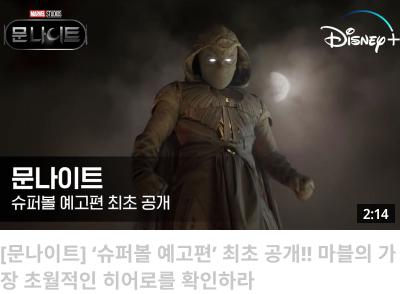 MARVEL STUDIOS
문나이트
Disney+
문나이트
슈퍼볼 예고편 최초 공개
2:14
[문나이트] ‘슈퍼볼 예고편’ 최초 공개!! 마블의 가
장 초월적인 히어로를 확인하라